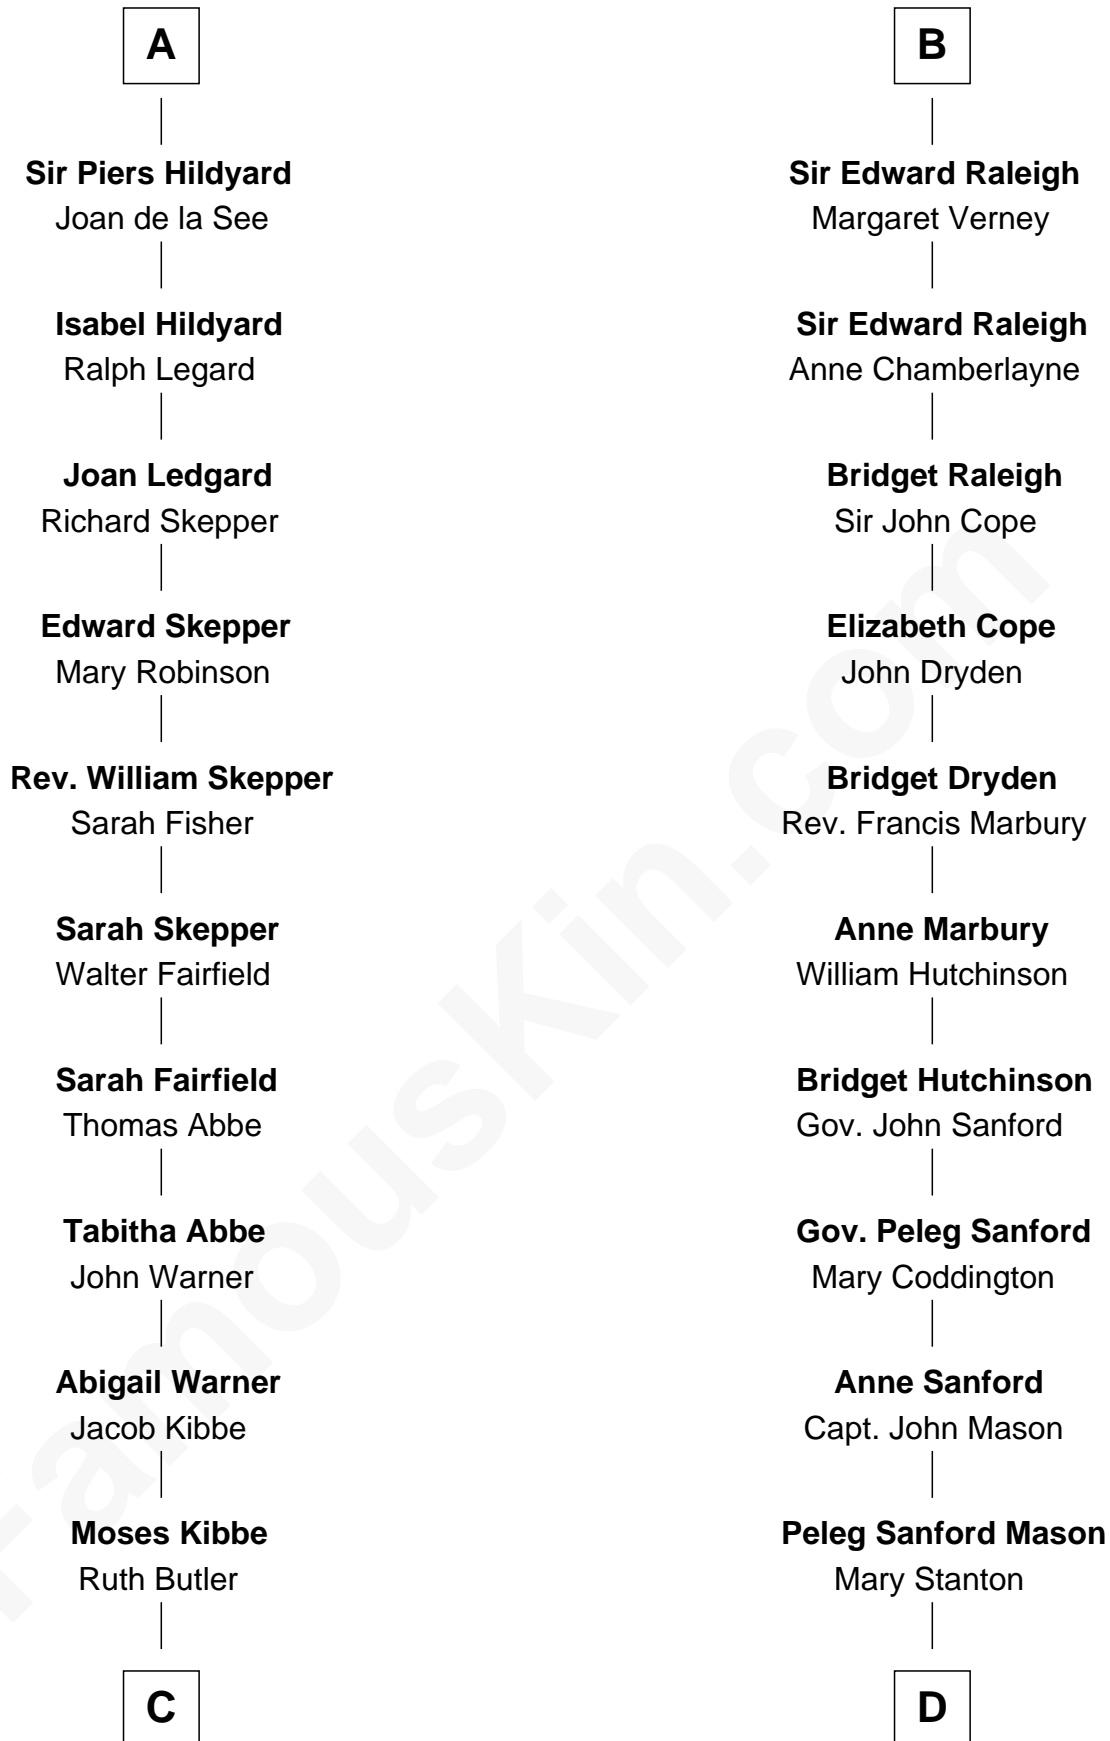 A
Sir Piers Hildyard
Joan de la See
Isabel Hildyard
Ralph Legard
Joan Ledgard
Richard Skepper
Edward Skepper
Mary Robinson
Rev. William Skepper
Sarah Fisher
Sarah Skepper
Walter Fairfield
Sarah Fairfield
Thomas Abbe
Tabitha Abbe
John Warner
Abigail Warner
Jacob Kibbe
Moses Kibbe
Ruth Butler
C
B
Sir Edward Raleigh
Margaret Verney
Sir Edward Raleigh
Anne Chamberlayne
Bridget Raleigh
Sir John Cope
Elizabeth Cope
John Dryden
Bridget Dryden
Rev. Francis Marbury
Anne Marbury
William Hutchinson
Bridget Hutchinson
Gov. John Sanford
Gov. Peleg Sanford
Mary Coddington
Anne Sanford
Capt. John Mason
Peleg Sanford Mason
Mary Stanton
D
FamousKin.com